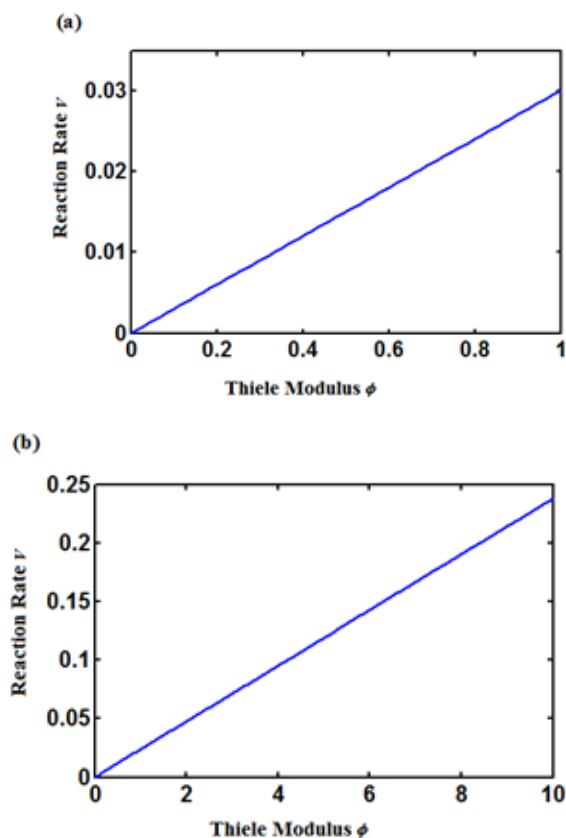 (a)
Reaction Rate ν
0.03
0.02
0.01
0
0 0.2 0.4 0.6 0.8 1
Thiele Modulus ϕ
(b)
Reaction Rate ν
0.25
0.2
0.15
0.1
0.05
0
0 2 4 6 8 10
Thiele Modulus ϕ